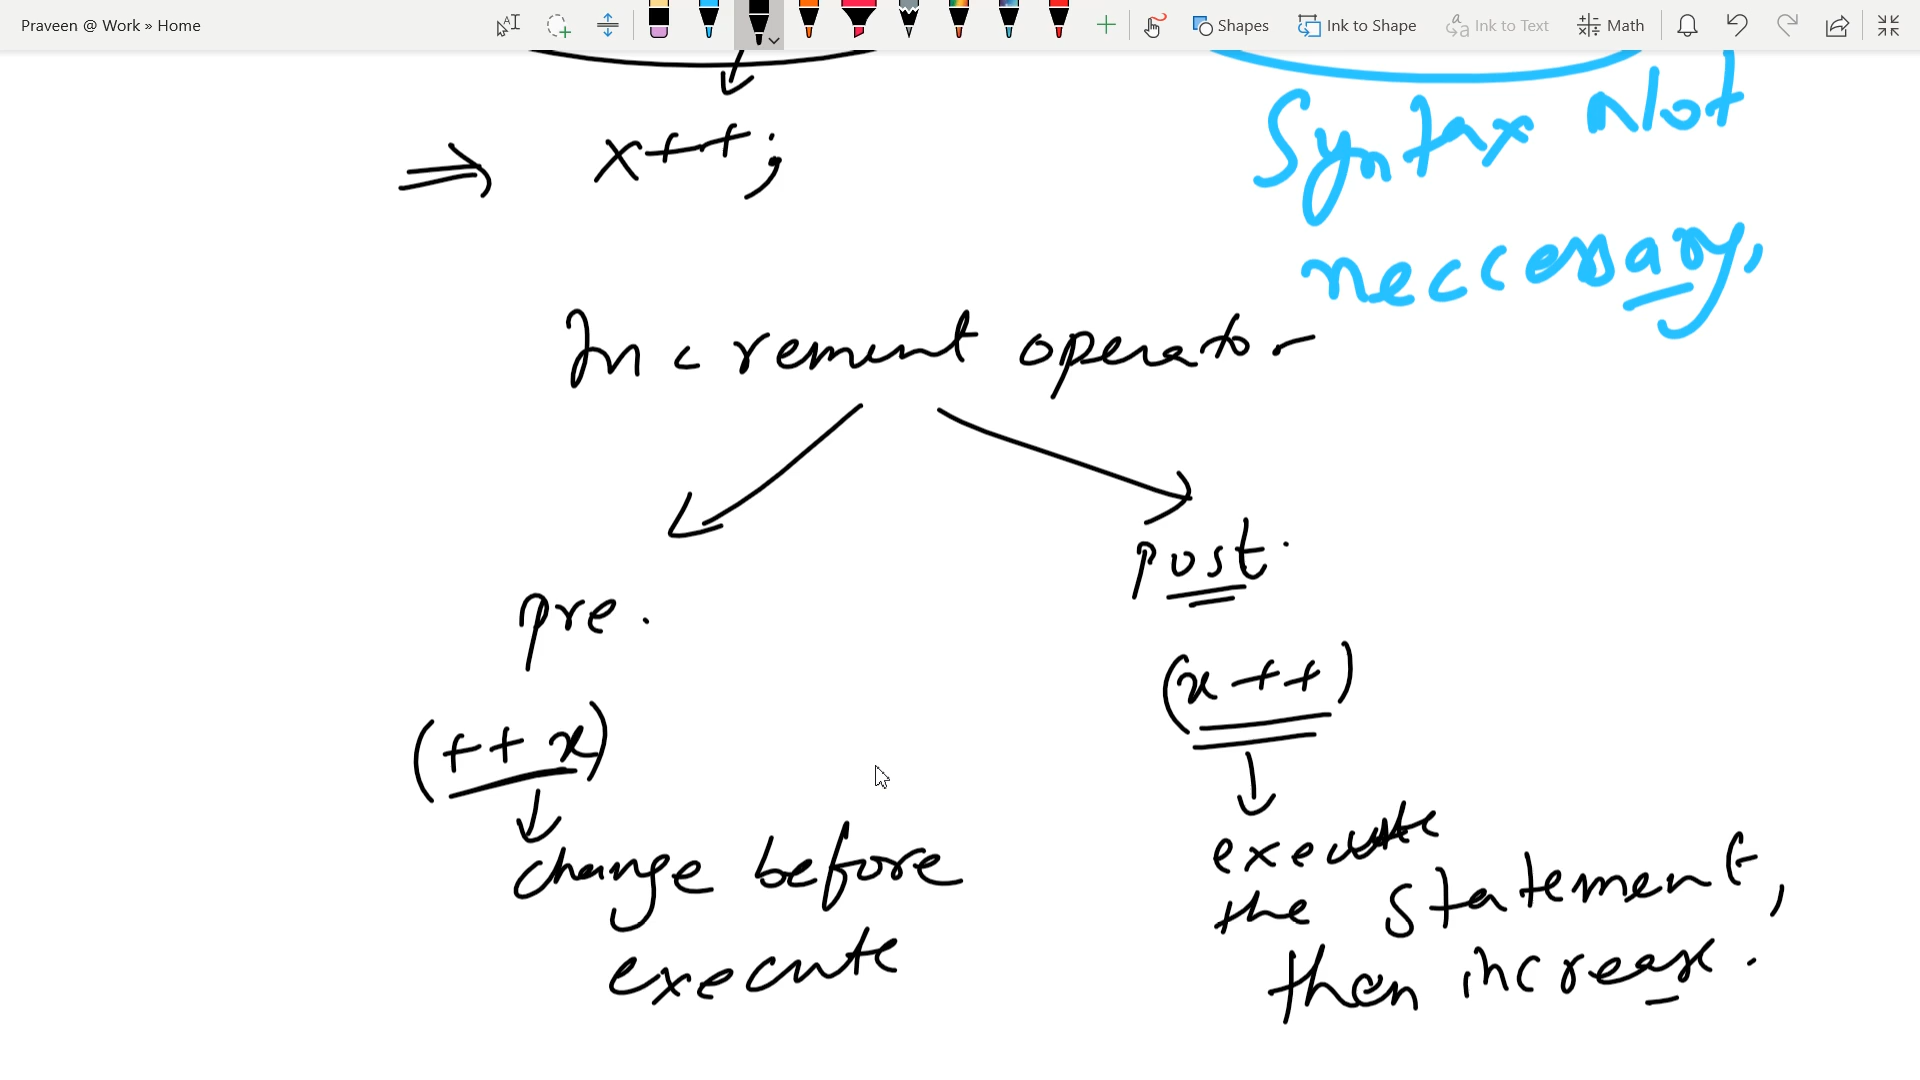 Praveen @ Work » Home
Shapes
Ink to Shape
Ink to Text
Math
x++;
Syntax Not
neccessary,
Increment operator
pre.
post.
(++x)
(x++)
change before
execute
execute
the statement,
then increase.